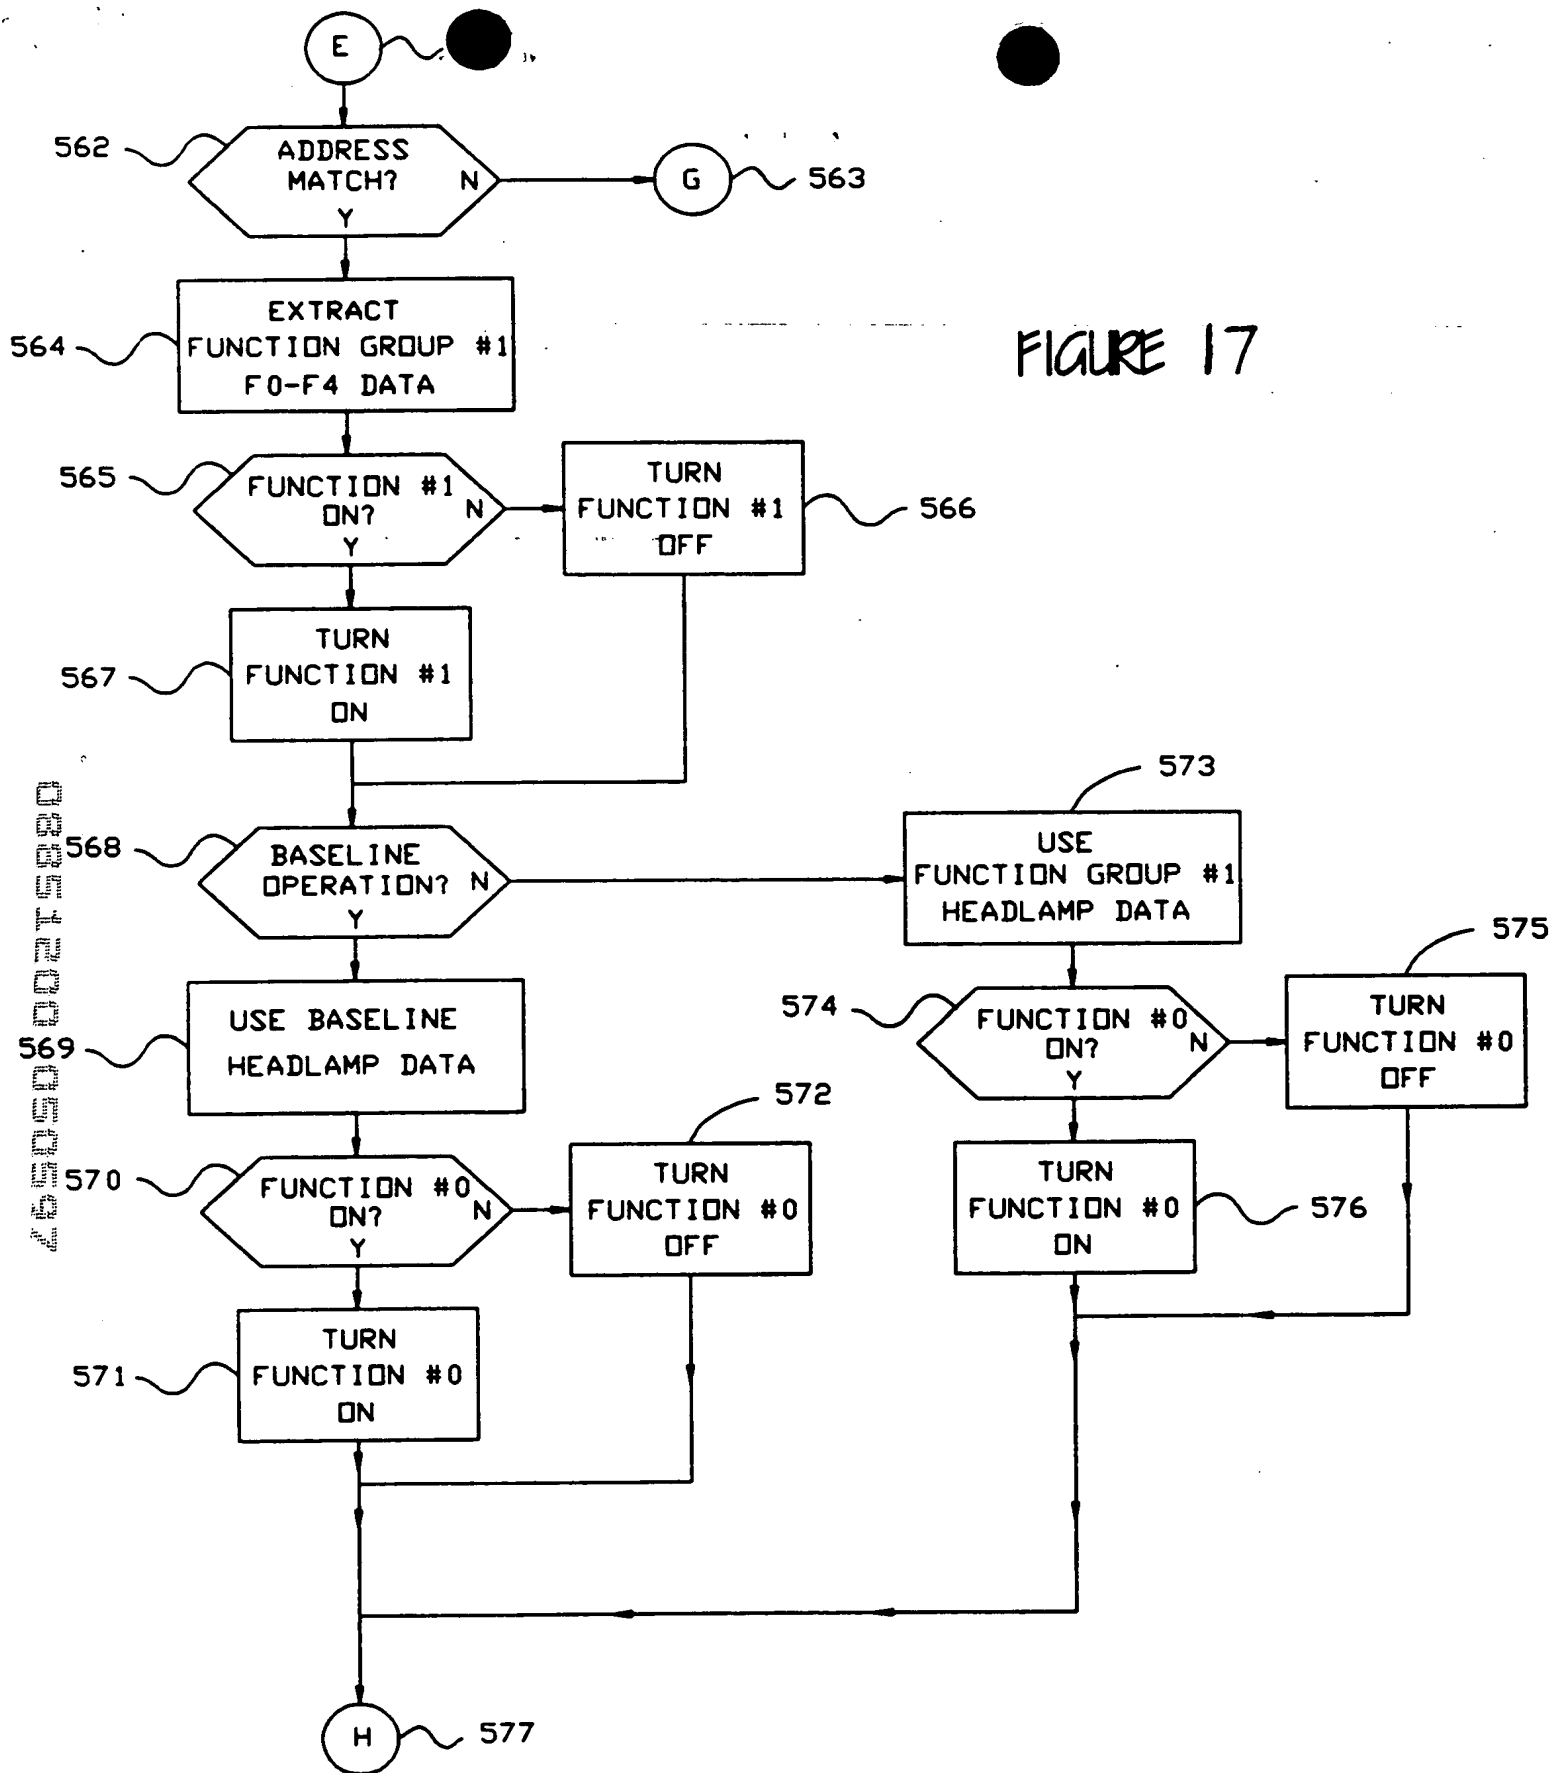 E
562
ADDRESS
MATCH?
N
Y
G
563
564
EXTRACT
FUNCTION GROUP #1
F0-F4 DATA
FIGURE 17
565
FUNCTION #1
ON?
N
Y
TURN
FUNCTION #1
OFF
566
567
TURN
FUNCTION #1
ON
568
BASELINE
OPERATION?
N
Y
573
USE
FUNCTION GROUP #1
HEADLAMP DATA
569
USE BASELINE
HEADLAMP DATA
574
FUNCTION #0
ON?
N
Y
575
TURN
FUNCTION #0
OFF
570
FUNCTION #0
ON?
N
Y
572
TURN
FUNCTION #0
OFF
TURN
FUNCTION #0
ON
576
571
TURN
FUNCTION #0
ON
H
577